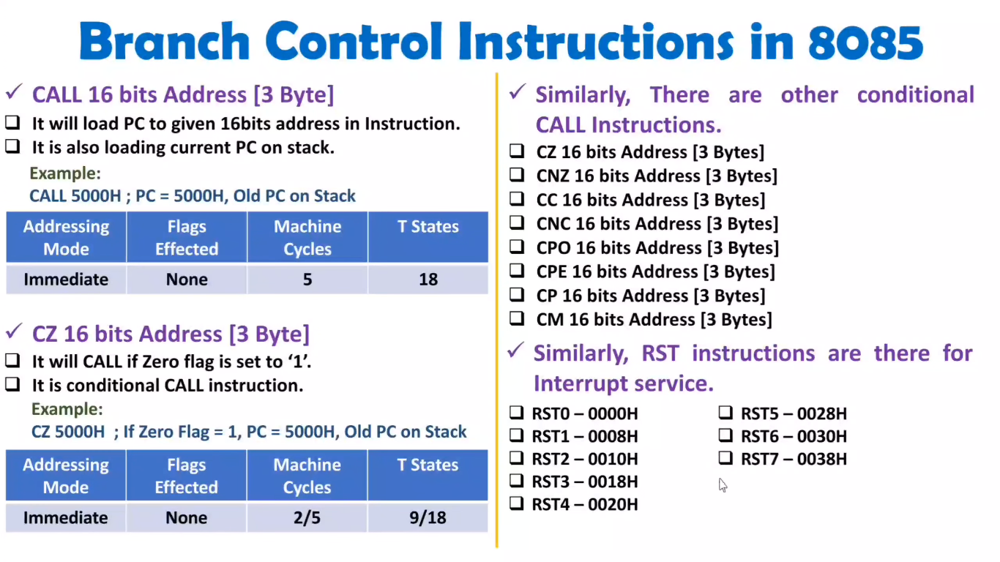 Branch Control Instructions in 8085
✓ CALL 16 bits Address [3 Byte]
❑ It will load PC to given 16bits address in Instruction.
❑ It is also loading current PC on stack.
Example:
CALL 5000H ; PC = 5000H, Old PC on Stack
Addressing Mode | Flags Effected | Machine Cycles | T States
Immediate | None | 5 | 18
✓ CZ 16 bits Address [3 Byte]
❑ It will CALL if Zero flag is set to ‘1’.
❑ It is conditional CALL instruction.
Example:
CZ 5000H ; If Zero Flag = 1, PC = 5000H, Old PC on Stack
Addressing Mode | Flags Effected | Machine Cycles | T States
Immediate | None | 2/5 | 9/18
✓ Similarly, There are other conditional
CALL Instructions.
❑ CZ 16 bits Address [3 Bytes]
❑ CNZ 16 bits Address [3 Bytes]
❑ CC 16 bits Address [3 Bytes]
❑ CNC 16 bits Address [3 Bytes]
❑ CPO 16 bits Address [3 Bytes]
❑ CPE 16 bits Address [3 Bytes]
❑ CP 16 bits Address [3 Bytes]
❑ CM 16 bits Address [3 Bytes]
✓ Similarly, RST instructions are there for
Interrupt service.
❑ RST0 – 0000H
❑ RST1 – 0008H
❑ RST2 – 0010H
❑ RST3 – 0018H
❑ RST4 – 0020H
❑ RST5 – 0028H
❑ RST6 – 0030H
❑ RST7 – 0038H